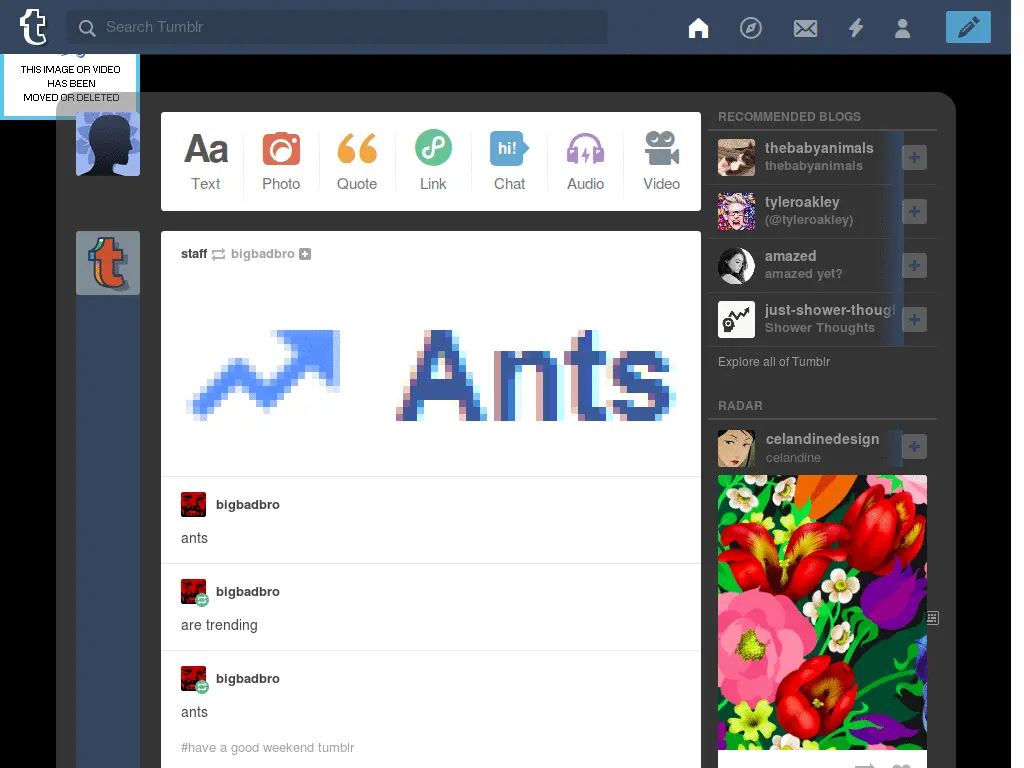 Search Tumblr
THIS IMAGE OR VIDEO
HAS BEEN
MOVED OR DELETED
Aa
Text
Photo
Quote
Link
hi!
Chat
Audio
Video
staff bigbadbro
Ants
bigbadbro
ants
bigbadbro
are trending
bigbadbro
ants
#have a good weekend tumblr
RECOMMENDED BLOGS
thebabyanimals
thebabyanimals
tyleroakley
(@tyleroakley)
amazed
amazed yet?
just-shower-thoug
Shower Thoughts
Explore all of Tumblr
RADAR
celandinedesign
celandine